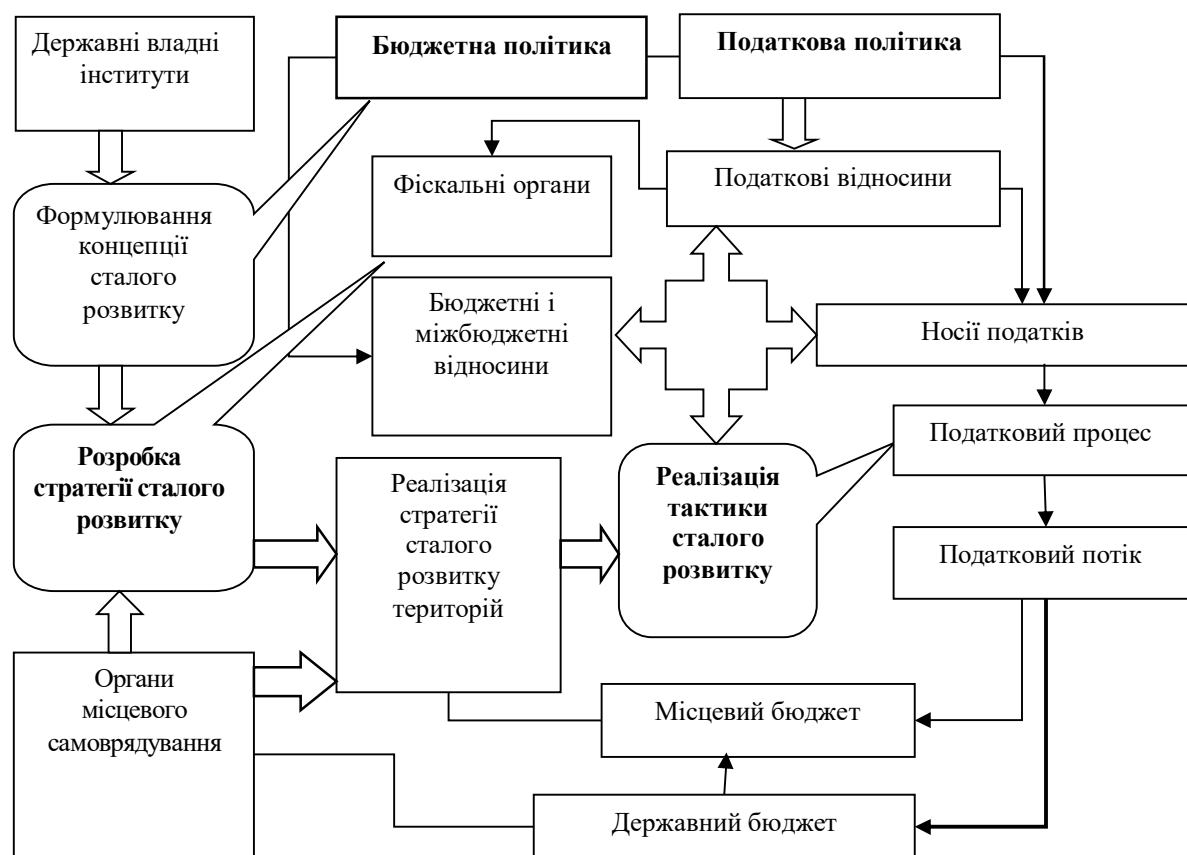 Державні владні
інститути
Бюджетна політика
Податкова політика
Фіскальні органи
Податкові відносини
Формулювання
концепції
сталого
розвитку
Бюджетні і
міжбюджетні
відносини
Носії податків
Податковий процес
Розробка
стратегії сталого
розвитку
Реалізація
стратегії
сталого
розвитку
територій
Реалізація
тактики
сталого
розвитку
Податковий потік
Органи
місцевого
самоврядування
Місцевий бюджет
Державний бюджет